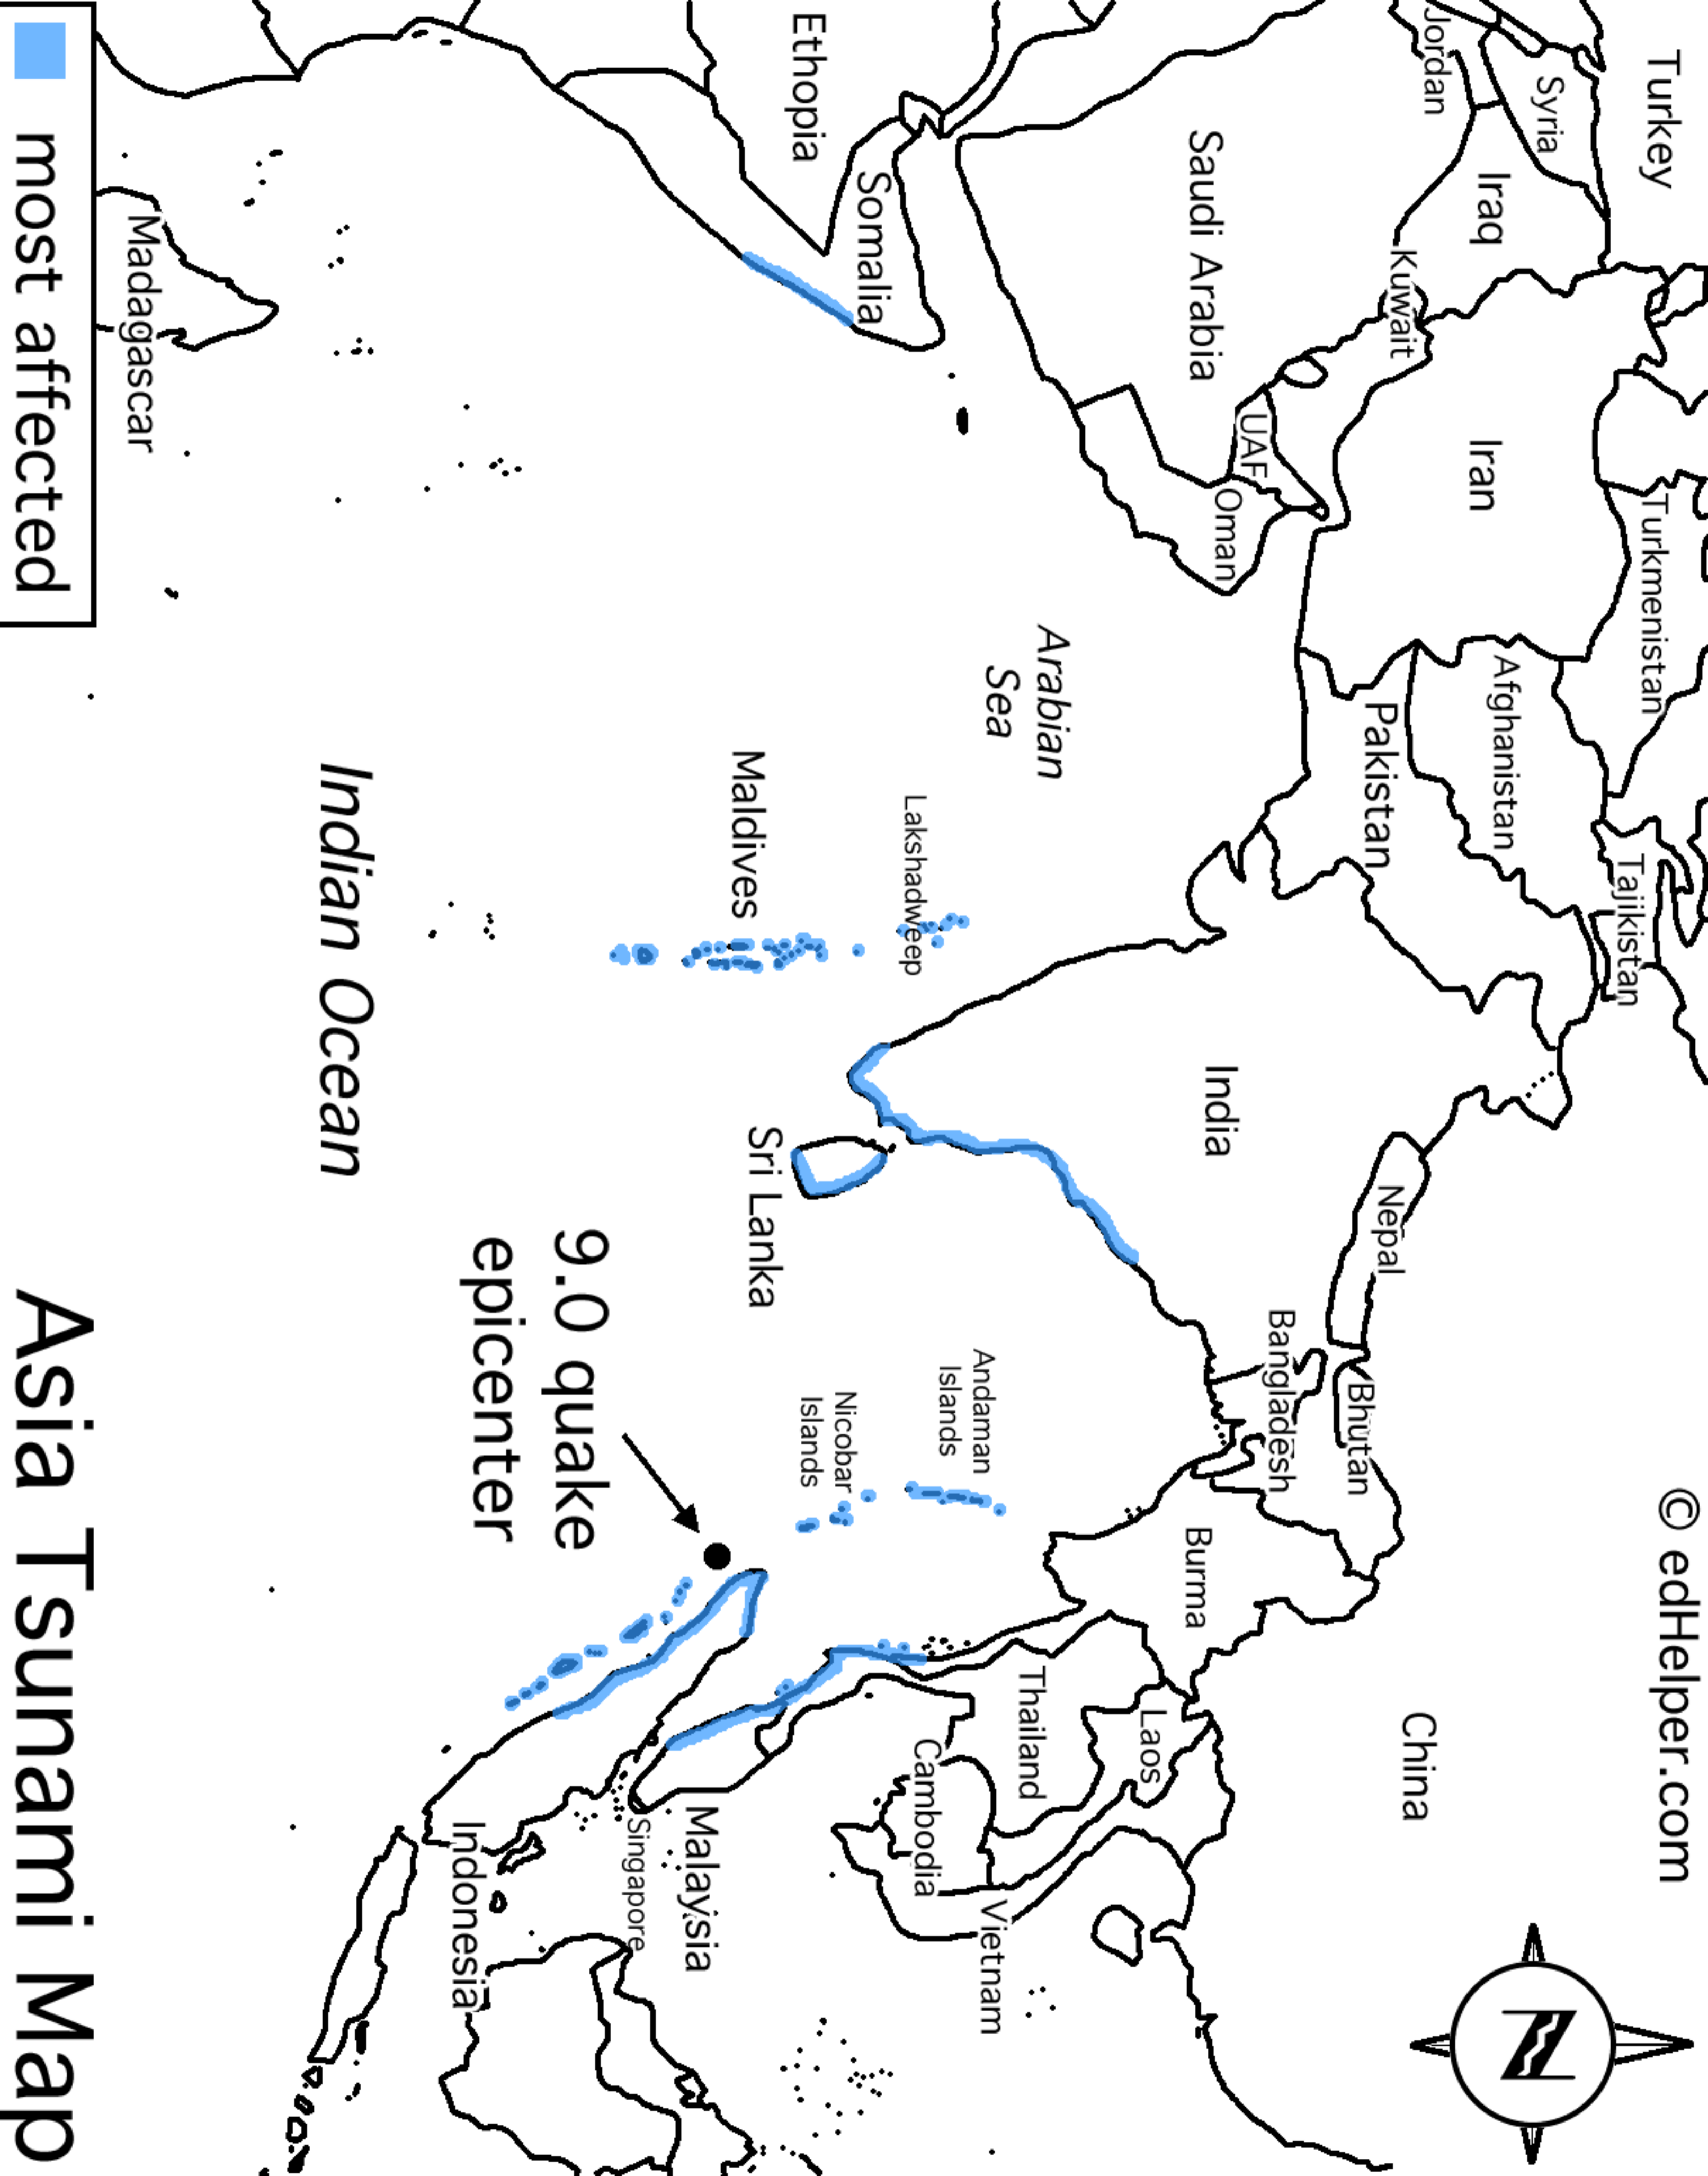 © edHelper.com
Turkey
Syria
Jordan
Iraq
Kuwait
Iran
Turkmenistan
Afghanistan
Tajikistan
Pakistan
China
Nepal
Bhutan
Bangladesh
Saudi Arabia
UAF
Oman
India
Burma
Laos
Thailand
Vietnam
Cambodia
Arabian
Sea
Lakshadweep
Andaman
Islands
Nicobar
Islands
Ethopia
Somalia
Maldives
Sri Lanka
9.0 quake
epicenter
Malaysia
Singapore
Indonesia
Indian Ocean
Madagascar
most affected
Asia Tsunami Map
N